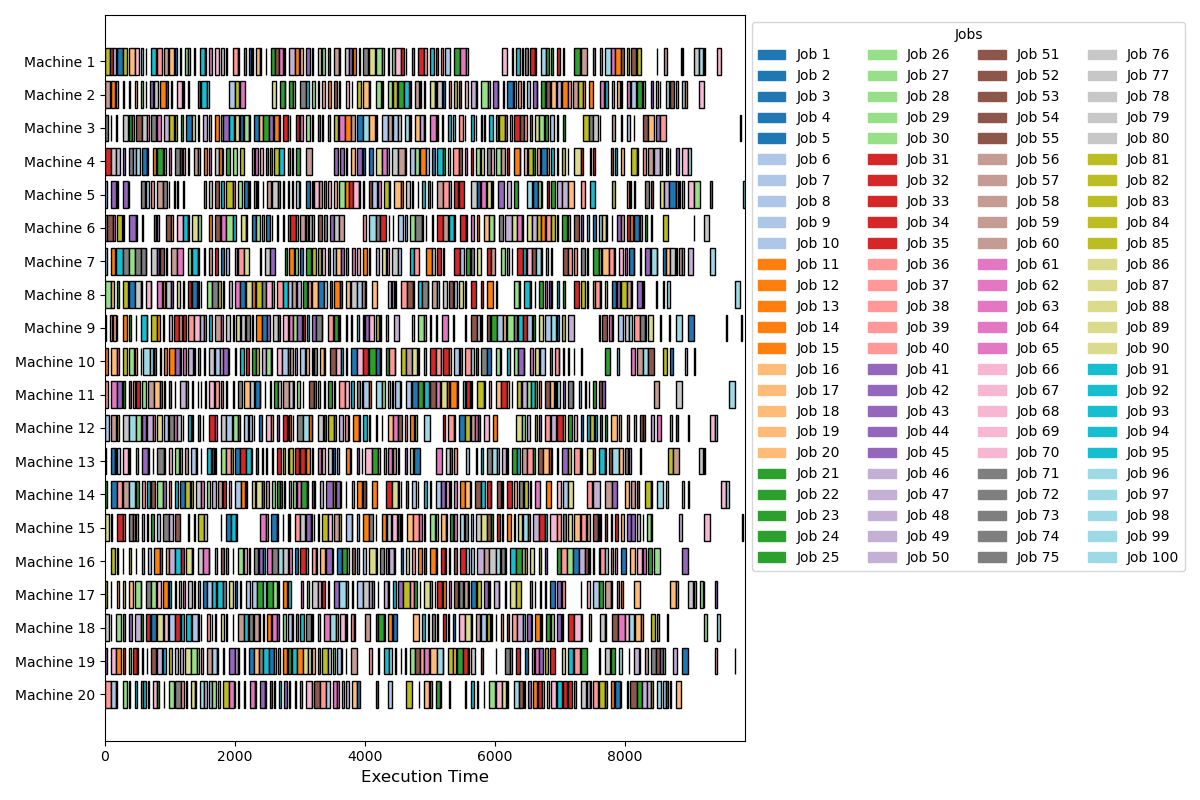 Machine 1
Machine 2
Machine 3
Machine 4
Machine 5
Machine 6
Machine 7
Machine 8
Machine 9
Machine 10
Machine 11
Machine 12
Machine 13
Machine 14
Machine 15
Machine 16
Machine 17
Machine 18
Machine 19
Machine 20
0 2000 4000 6000 8000
Execution Time
Jobs
Job 1 Job 26 Job 51 Job 76
Job 2 Job 27 Job 52 Job 77
Job 3 Job 28 Job 53 Job 78
Job 4 Job 29 Job 54 Job 79
Job 5 Job 30 Job 55 Job 80
Job 6 Job 31 Job 56 Job 81
Job 7 Job 32 Job 57 Job 82
Job 8 Job 33 Job 58 Job 83
Job 9 Job 34 Job 59 Job 84
Job 10 Job 35 Job 60 Job 85
Job 11 Job 36 Job 61 Job 86
Job 12 Job 37 Job 62 Job 87
Job 13 Job 38 Job 63 Job 88
Job 14 Job 39 Job 64 Job 89
Job 15 Job 40 Job 65 Job 90
Job 16 Job 41 Job 66 Job 91
Job 17 Job 42 Job 67 Job 92
Job 18 Job 43 Job 68 Job 93
Job 19 Job 44 Job 69 Job 94
Job 20 Job 45 Job 70 Job 95
Job 21 Job 46 Job 71 Job 96
Job 22 Job 47 Job 72 Job 97
Job 23 Job 48 Job 73 Job 98
Job 24 Job 49 Job 74 Job 99
Job 25 Job 50 Job 75 Job 100